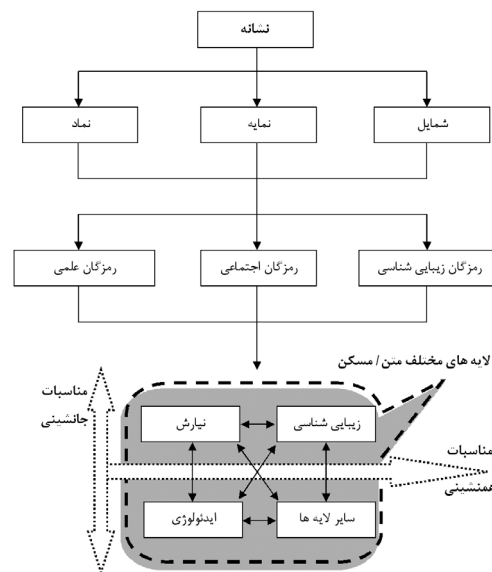 نشانه
شمایل
نمایه
نماد
رمزگان زیبایی شناسی
رمزگان اجتماعی
رمزگان علمی
لایه های مختلف متن / مسکن
مناسبات
جانشینی
زیبایی شناسی
نیارش
مناسبات
همنشینی
سایر لایه ها
ایدئولوژی